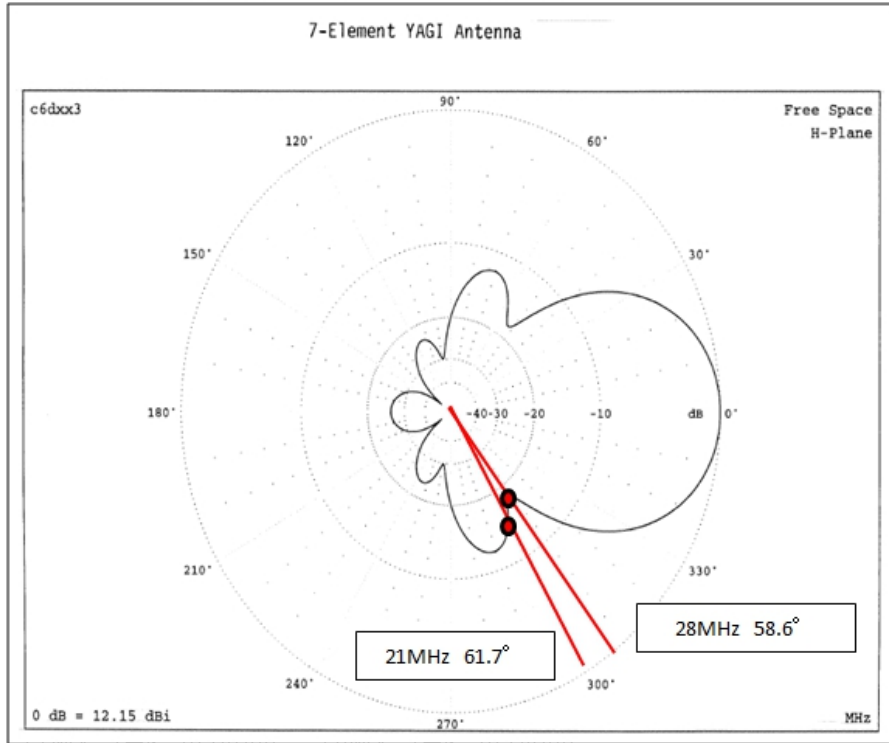 7-Element YAGI Antenna
c6dxx3
90°
Free Space
H-Plane
120°
60°
150°
30°
180°
-40
-30
-20
-10
dB
0°
210°
330°
28MHz 58.6°
21MHz 61.7°
240°
300°
0 dB = 12.15 dBi
270°
MHz